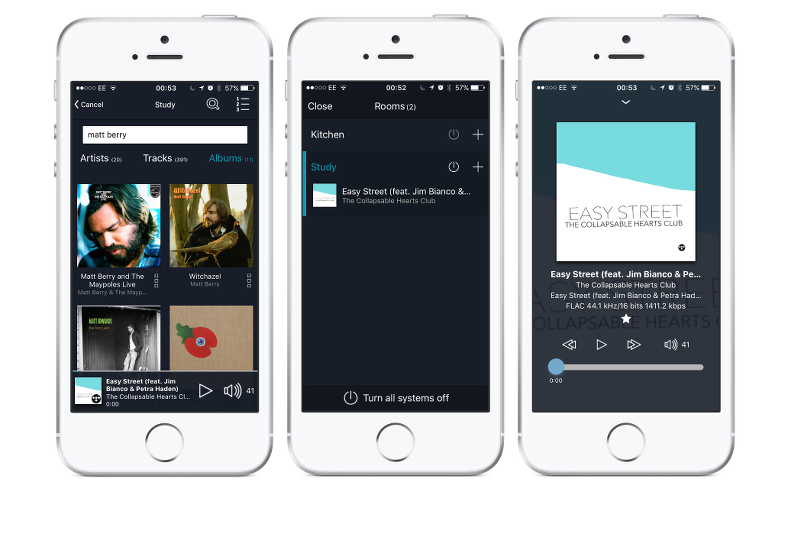 ●●○○○ EE 00:53 57%
Cancel Study
1
2
3
matt berry
Artists (20) Tracks (391) Albums (11)
MATT BERRY
Witchazel
MATT EDWARDS
Matt Berry and The
Maypoles Live
Matt Berry & The Mayp...
Witchazel
Matt Berry
Easy Street (feat. Jim
Bianco & Petra Haden)
The Collapsable Hearts Cl...
0:00
41
●●○○○ EE 00:52 57%
Close Rooms (2)
Kitchen
Study
Easy Street (feat. Jim Bianco &...
The Collapsable Hearts Club
Turn all systems off
●●○○○ EE 00:53 57%
EASY STREET
THE COLLAPSABLE HEARTS CLUB
Easy Street (feat. Jim Bianco & Pe...
The Collapsable Hearts Club
Easy Street (feat. Jim Bianco & Petra Had...
FLAC 44.1 kHz/16 bits 1411.2 kbps
41
0:00